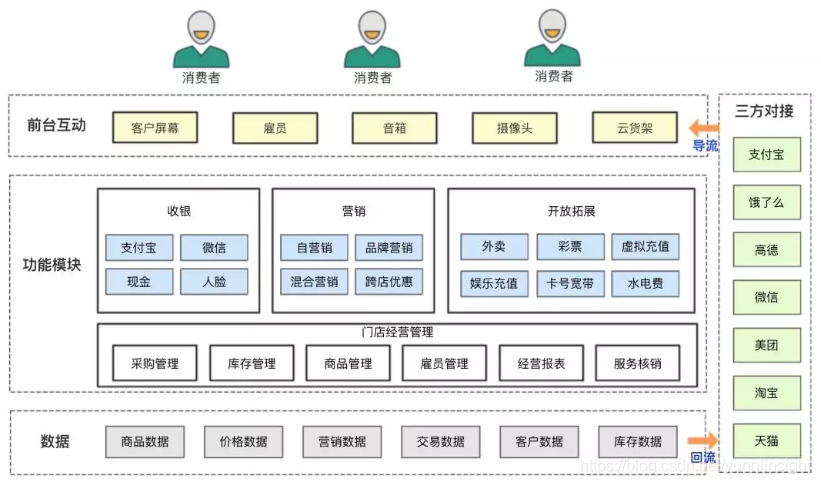 消费者
消费者
消费者
前台互动
客户屏幕
雇员
音箱
摄像头
云货架
导流
三方对接
支付宝
饿了么
高德
微信
美团
淘宝
天猫
功能模块
收银
支付宝
微信
现金
人脸
营销
自营销
品牌营销
混合营销
跨店优惠
开放拓展
外卖
彩票
虚拟充值
娱乐充值
卡号宽带
水电费
门店经营管理
采购管理
库存管理
商品管理
雇员管理
经营报表
服务核销
数据
商品数据
价格数据
营销数据
交易数据
客户数据
库存数据
回流
https://blog.csdn.net/yunqiinsight